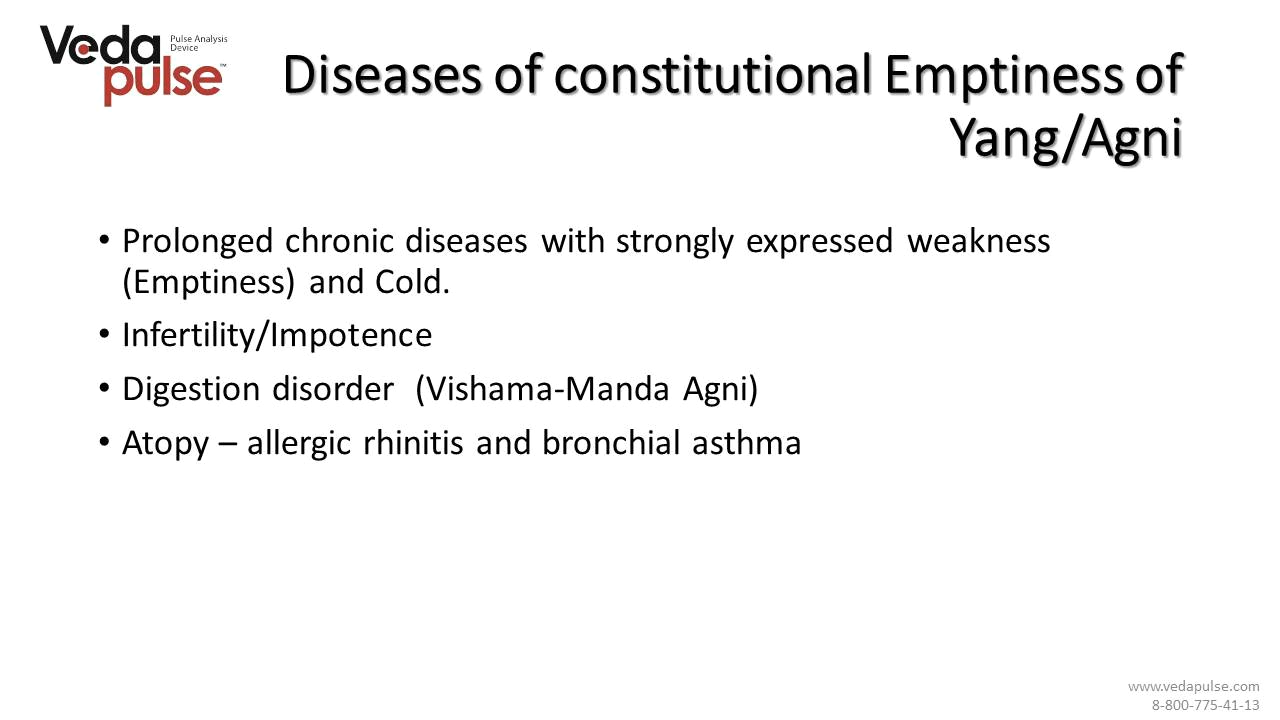 Veda
pulse™
Pulse Analysis
Device
Diseases of constitutional Emptiness of
Yang/Agni
• Prolonged chronic diseases with strongly expressed weakness
(Emptiness) and Cold.
• Infertility/Impotence
• Digestion disorder (Vishama-Manda Agni)
• Atopy – allergic rhinitis and bronchial asthma
www.vedapulse.com
8-800-775-41-13